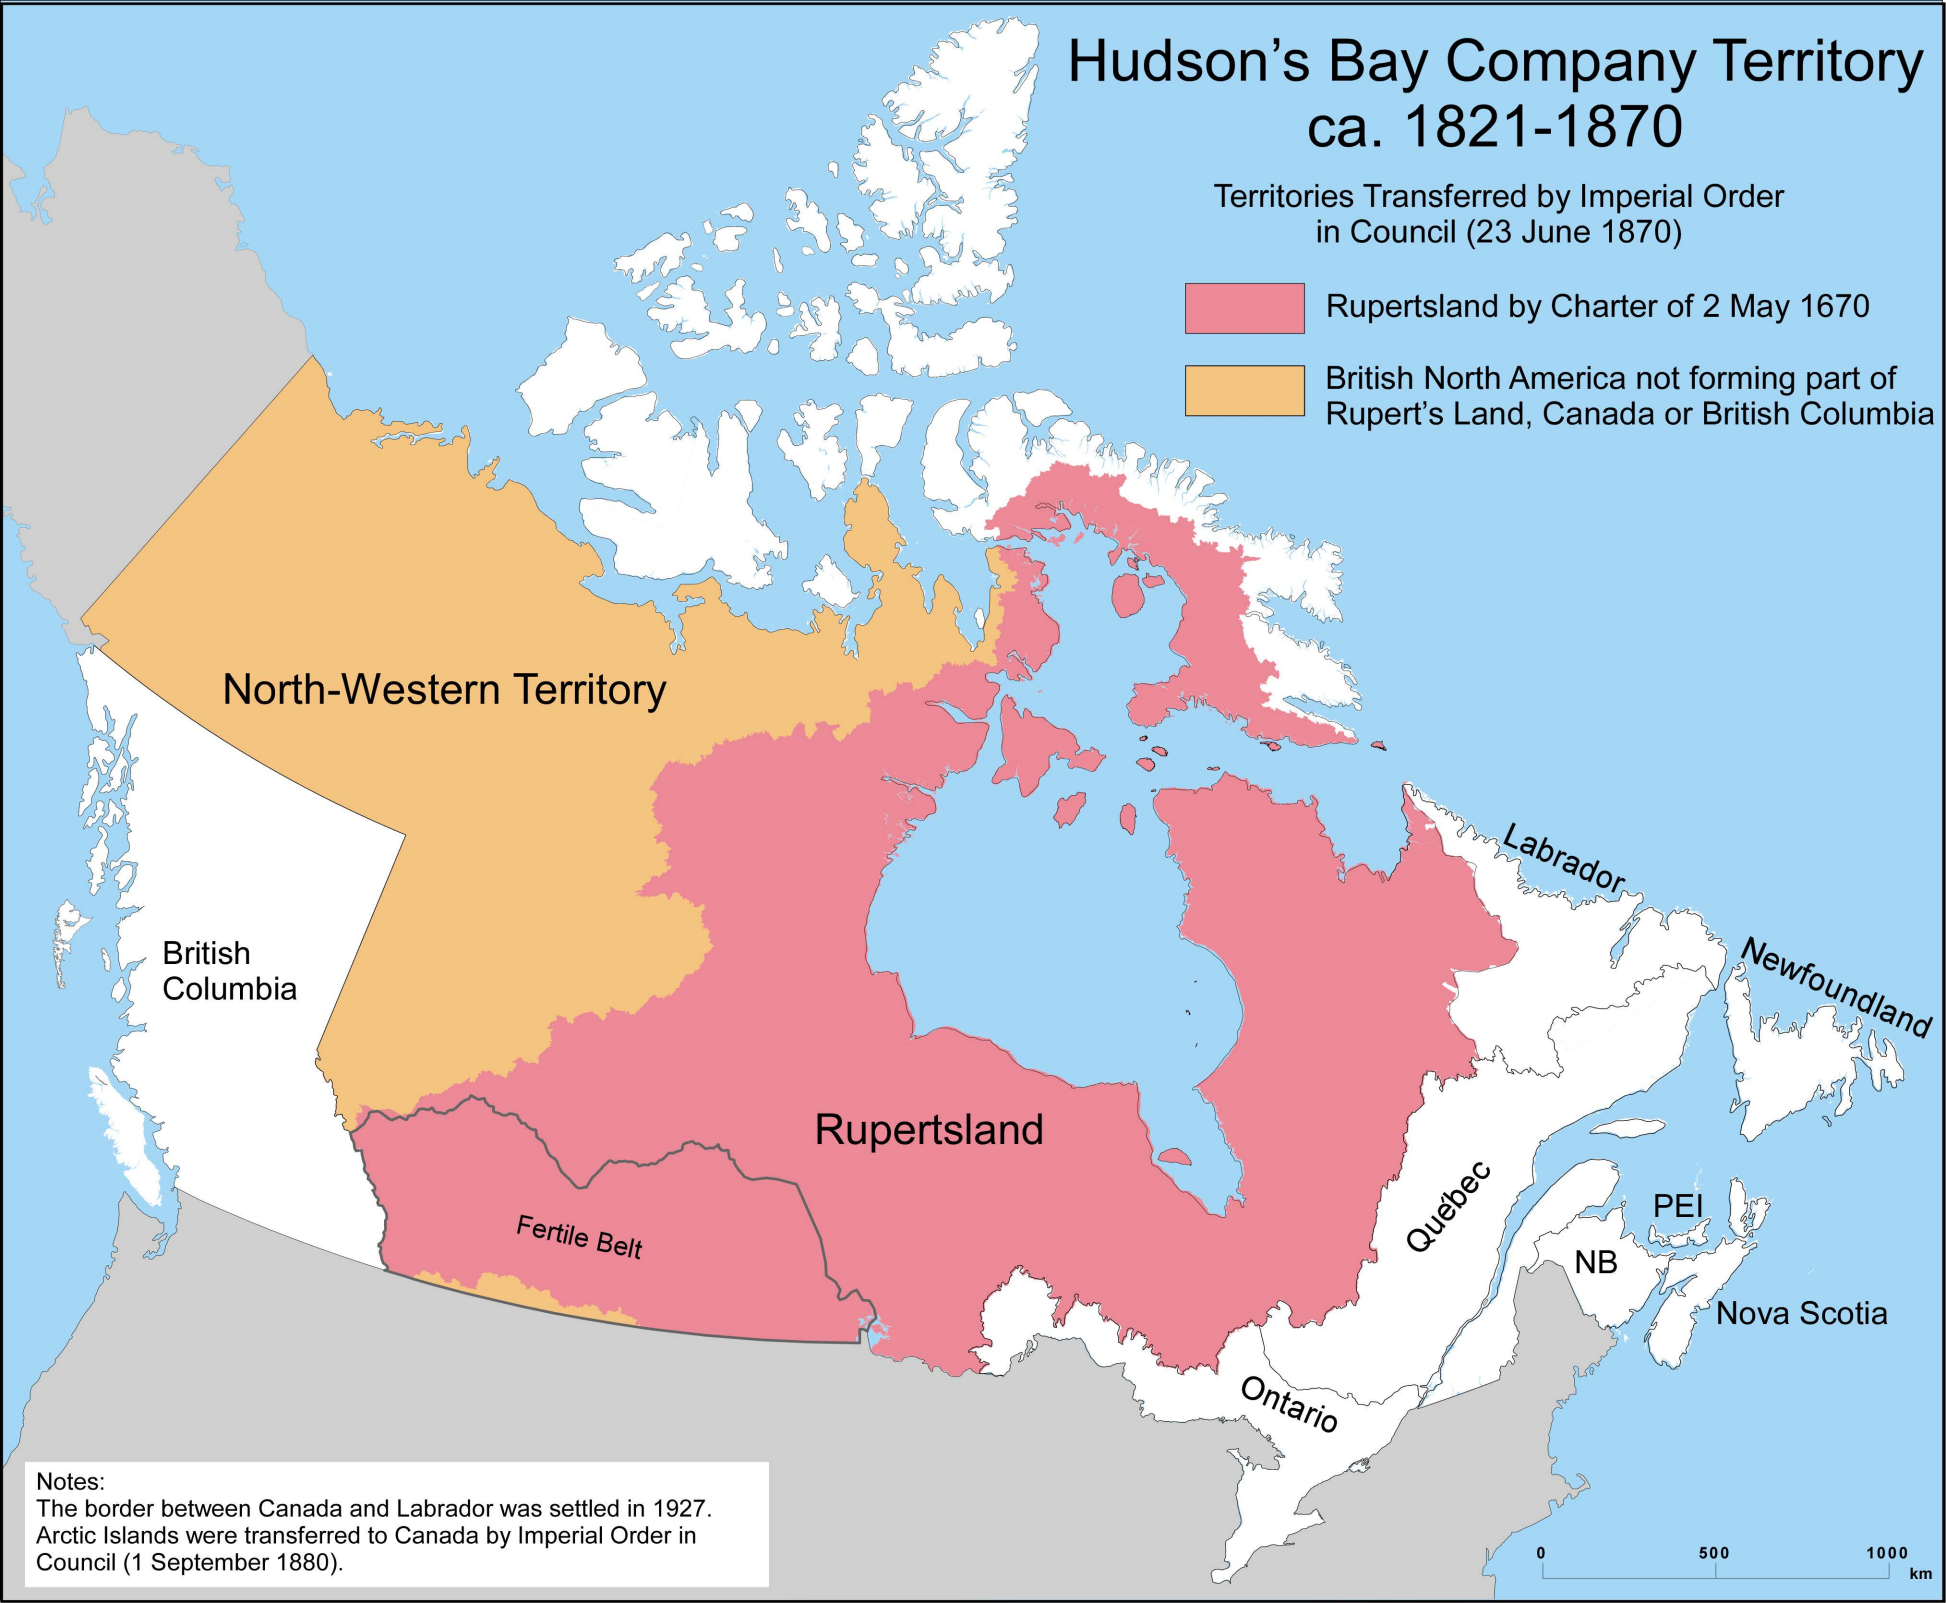 Hudson’s Bay Company Territory
ca. 1821-1870
Territories Transferred by Imperial Order
in Council (23 June 1870)
Rupertsland by Charter of 2 May 1670
British North America not forming part of
Rupert’s Land, Canada or British Columbia
North-Western Territory
British
Columbia
Labrador
Newfoundland
Rupertsland
Fertile Belt
Québec
PEI
NB
Nova Scotia
Ontario
Notes:
The border between Canada and Labrador was settled in 1927.
Arctic Islands were transferred to Canada by Imperial Order in
Council (1 September 1880).
0 500 1000
km